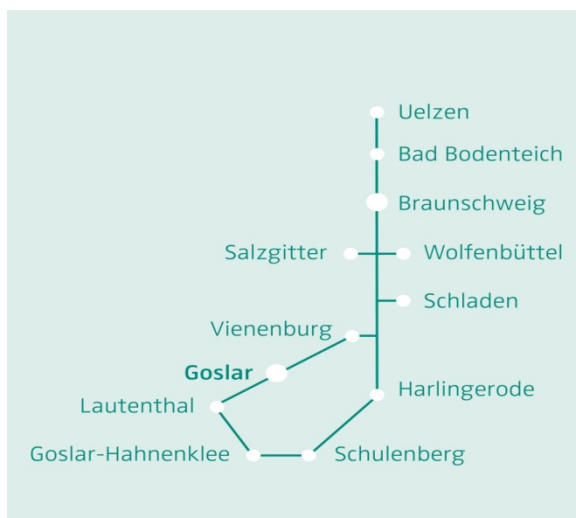 Uelzen
Bad Bodenteich
Braunschweig
Salzgitter
Wolfenbüttel
Schladen
Vienenburg
Goslar
Harlingerode
Lautenthal
Goslar-Hahnenklee
Schulenberg